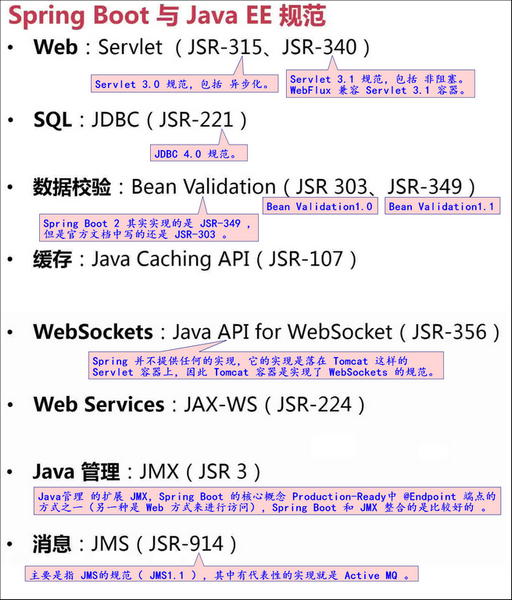 Spring Boot 与 Java EE 规范
• Web：Servlet （JSR-315、JSR-340）
Servlet 3.0 规范，包括 异步化。
Servlet 3.1 规范，包括 非阻塞。
WebFlux 兼容 Servlet 3.1 容器。
• SQL：JDBC（JSR-221）
JDBC 4.0 规范。
• 数据校验：Bean Validation（JSR 303、JSR-349）
Bean Validation1.0
Bean Validation1.1
Spring Boot 2 其实实现的是 JSR-349 ，
但是官方文档中写的还是 JSR-303 。
• 缓存：Java Caching API（JSR-107）
• WebSockets：Java API for WebSocket（JSR-356）
Spring 并不提供任何的实现，它的实现是落在 Tomcat 这样的
Servlet 容器上，因此 Tomcat 容器是实现了 WebSockets 的规范。
• Web Services：JAX-WS（JSR-224）
• Java 管理：JMX（JSR 3）
Java管理 的扩展 JMX，Spring Boot 的核心概念 Production-Ready中 @Endpoint 端点的
方式之一（另一种是 Web 方式来进行访问），Spring Boot 和 JMX 整合的是比较好的 。
• 消息：JMS（JSR-914）
主要是指 JMS的规范（ JMS1.1 ），其中有代表性的实现就是 Active MQ 。